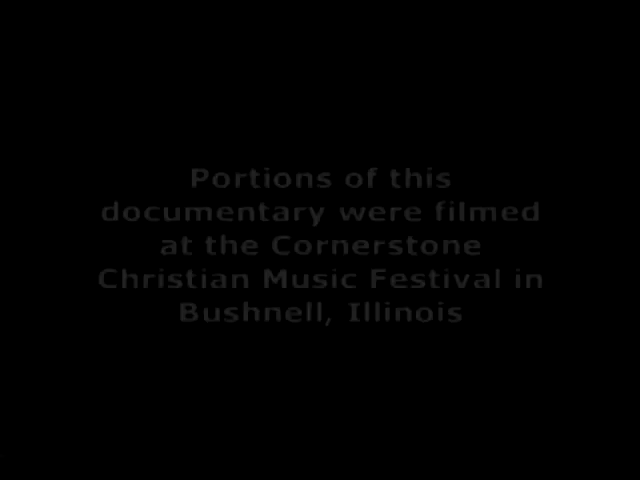 Portions of this
documentary were filmed
at the Cornerstone
Christian Music Festival in
Bushnell, Illinois